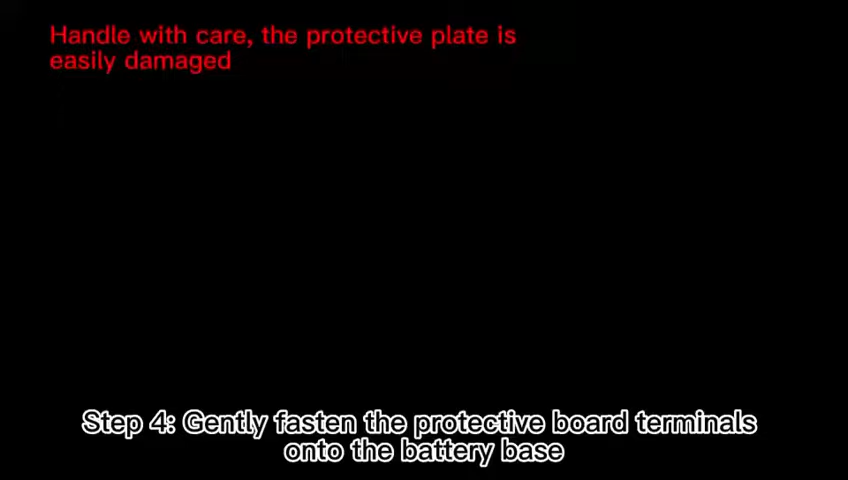 Handle with care, the protective plate is
easily damaged
Step 4: Gently fasten the protective board terminals
onto the battery base